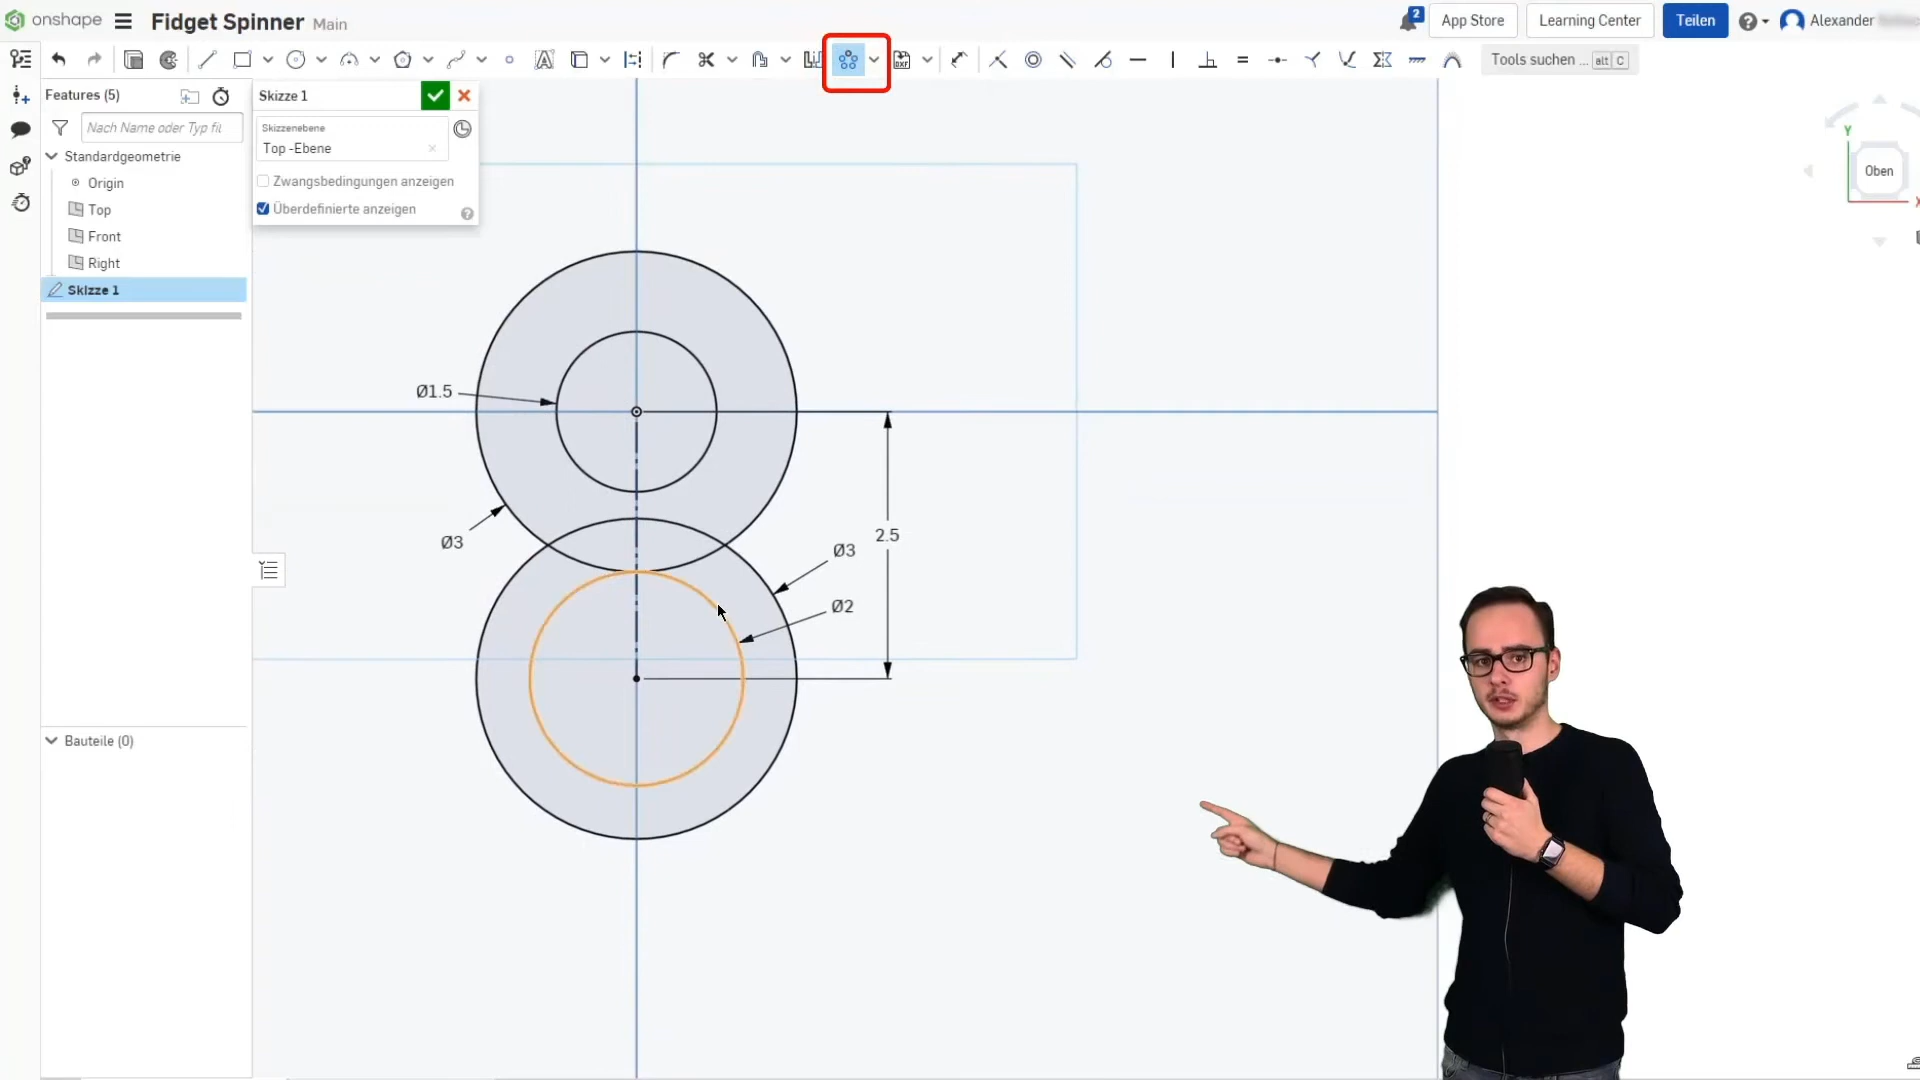 onshape
Fidget Spinner Main
2
App Store
Learning Center
Teilen
Alexander
DXF
Tools suchen ... alt C
Features (5)
Nach Name oder Typ fil
Standardgeometrie
Origin
Top
Front
Right
Skizze 1
Skizze 1
Skizzenebene
Top -Ebene
Zwangsbedingungen anzeigen
Überdefinierte anzeigen
Y
Oben
X
Ø1.5
Ø3
2.5
Ø3
Ø2
Bauteile (0)